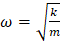 ω = √(k/m)